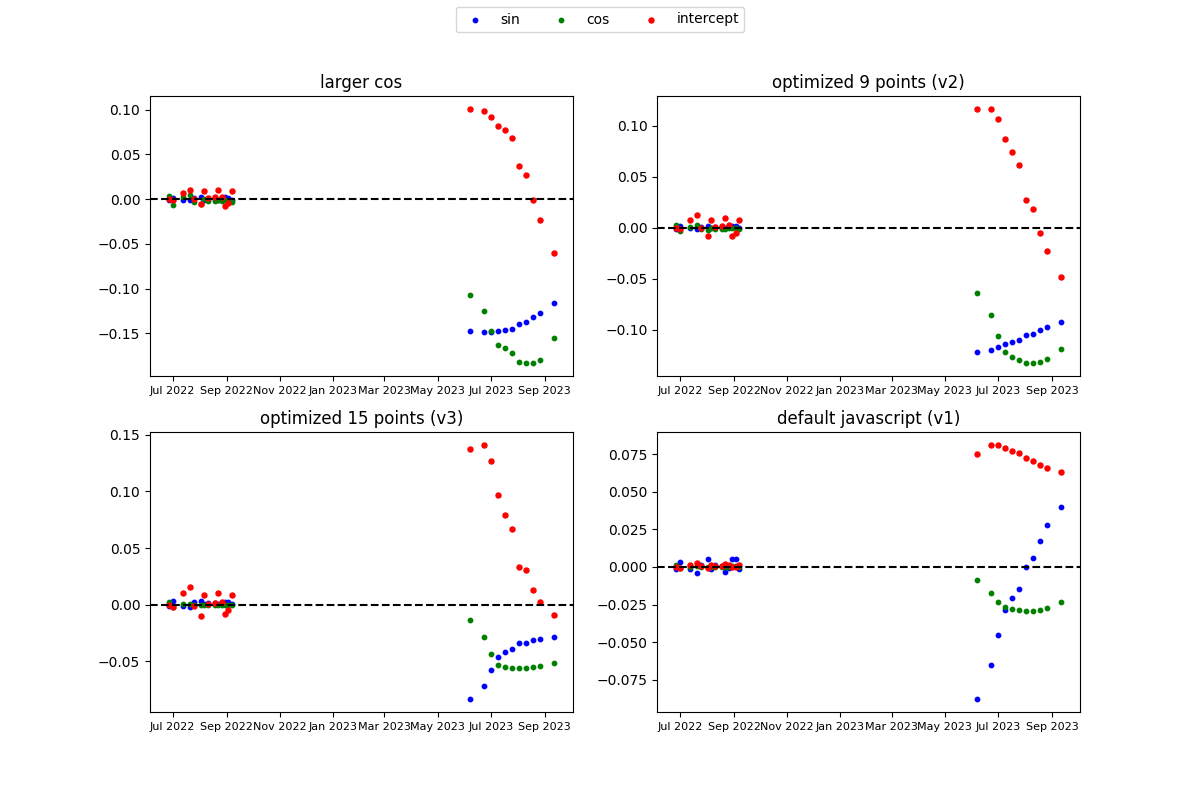 sin cos intercept
larger cos
0.10
0.05
0.00
−0.05
−0.10
−0.15
Jul 2022 Sep 2022 Nov 2022 Jan 2023 Mar 2023 May 2023 Jul 2023 Sep 2023
optimized 9 points (v2)
0.10
0.05
0.00
−0.05
−0.10
Jul 2022 Sep 2022 Nov 2022 Jan 2023 Mar 2023 May 2023 Jul 2023 Sep 2023
optimized 15 points (v3)
0.15
0.10
0.05
0.00
−0.05
Jul 2022 Sep 2022 Nov 2022 Jan 2023 Mar 2023 May 2023 Jul 2023 Sep 2023
default javascript (v1)
0.075
0.050
0.025
0.000
−0.025
−0.050
−0.075
Jul 2022 Sep 2022 Nov 2022 Jan 2023 Mar 2023 May 2023 Jul 2023 Sep 2023